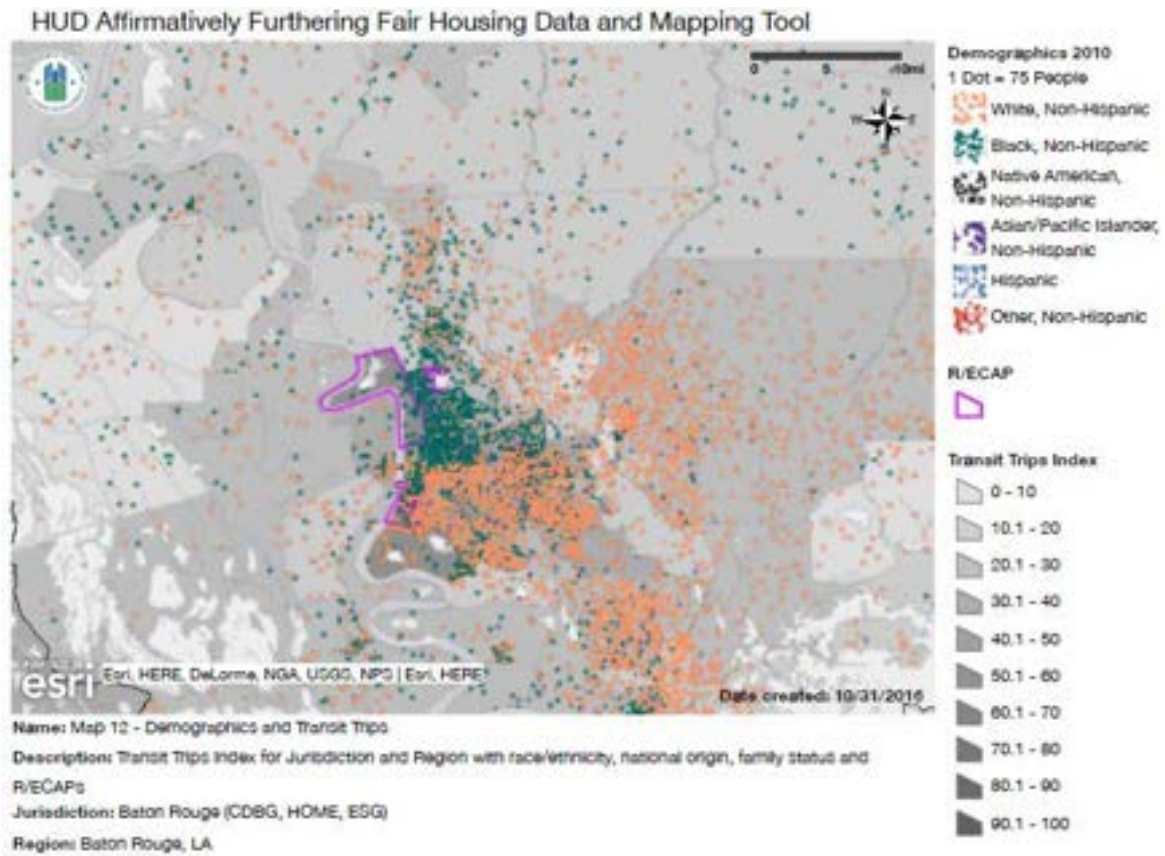 HUD Affirmatively Furthering Fair Housing Data and Mapping Tool
0 5 10mi
N
W E
S
Demographics 2010
1 Dot = 75 People
White, Non-Hispanic
Black, Non-Hispanic
Native American,
Non-Hispanic
Asian/Pacific Islander,
Non-Hispanic
Hispanic
Other, Non-Hispanic
R/ECAP
Transit Trips Index
0 - 10
10.1 - 20
20.1 - 30
30.1 - 40
40.1 - 50
50.1 - 60
60.1 - 70
70.1 - 80
80.1 - 90
90.1 - 100
esri
Esri, HERE, DeLorme, NGA, USGS, NPS | Esri, HERE
Date created: 10/31/2016
Name: Map 12 - Demographics and Transit Trips
Description: Transit Trips Index for Jurisdiction and Region with race/ethnicity, national origin, family status and
R/ECAPs
Jurisdiction: Baton Rouge (CDBG, HOME, ESG)
Region: Baton Rouge, LA